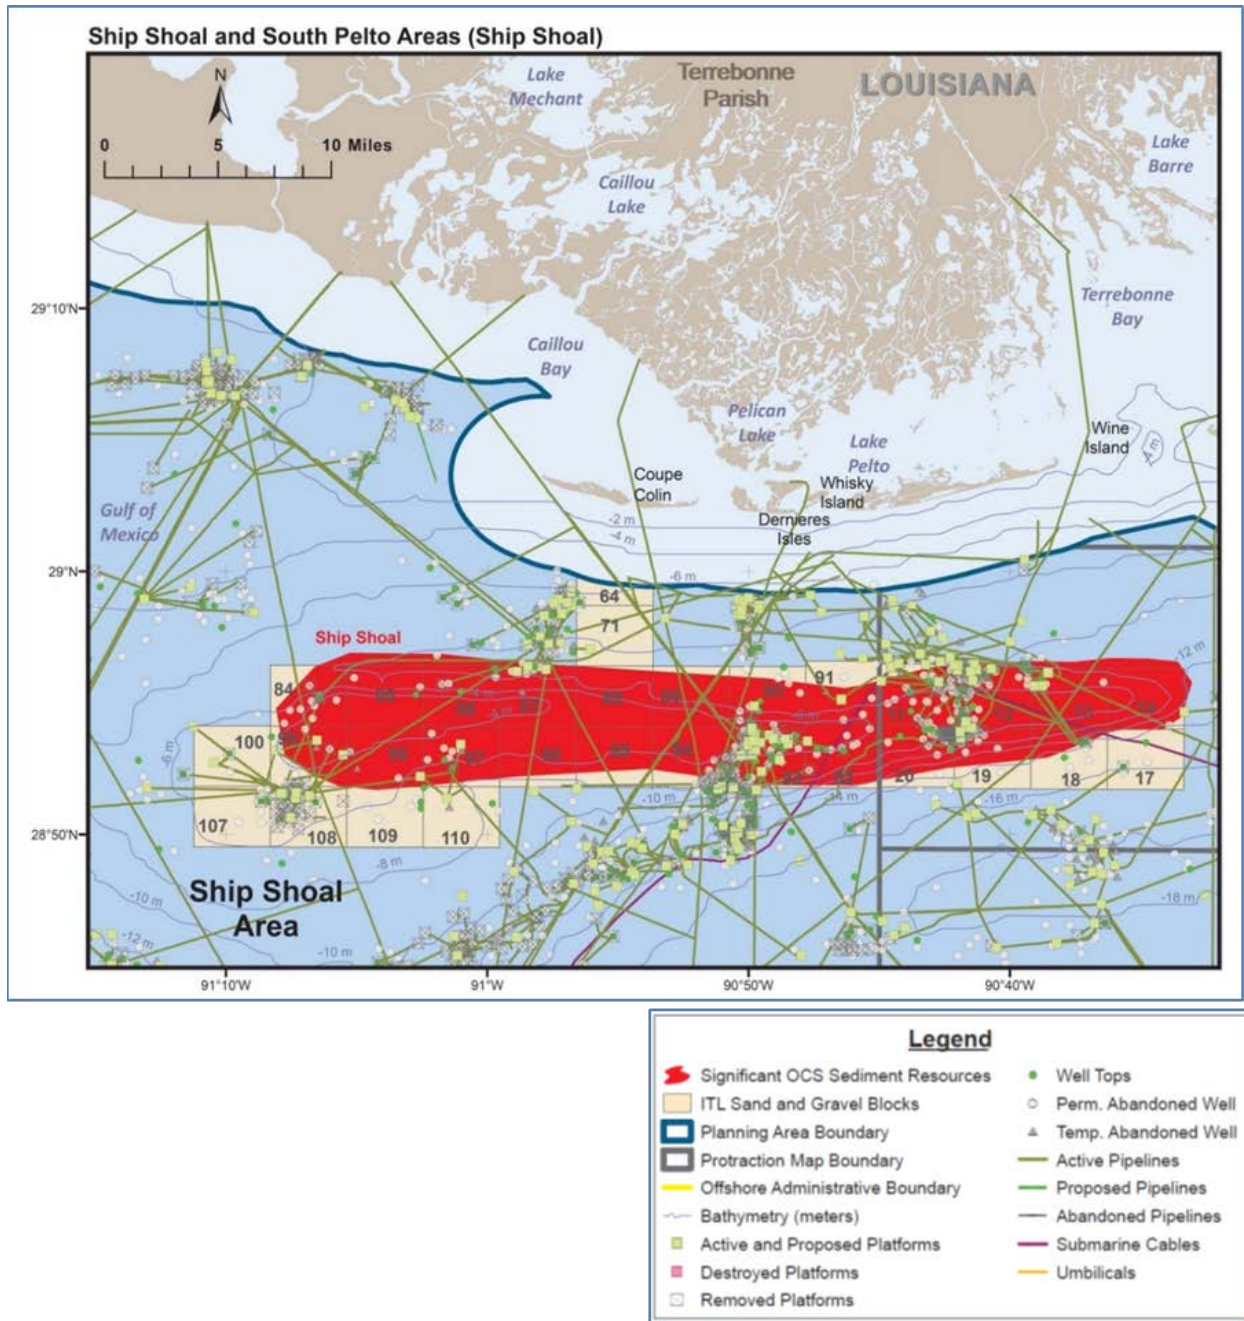 Ship Shoal and South Pelto Areas (Ship Shoal)
N
0 5 10 Miles
Lake
Mechant
Terrebonne
Parish
LOUISIANA
Lake
Barre
Caillou
Lake
29°10'N
Terrebonne
Bay
Caillou
Bay
Pelican
Lake
Lake
Pelto
Wine
Island
-4 m
Coupe
Colin
Whisky
Island
Gulf of
Mexico
-2 m
-4 m
Dernieres
Isles
29°N
-6 m
64
71
Ship Shoal
-12 m
84
91
100
-6 m
107
108
109
110
20
19
18
17
-10 m
-14 m
-16 m
28°50'N
-8 m
-10 m
-12 m
-10 m
-18 m
Ship Shoal
Area
91°10'W
91°W
90°50'W
90°40'W
Legend
Significant OCS Sediment Resources
ITL Sand and Gravel Blocks
Planning Area Boundary
Protraction Map Boundary
Offshore Administrative Boundary
Bathymetry (meters)
Active and Proposed Platforms
Destroyed Platforms
Removed Platforms
Well Tops
Perm. Abandoned Well
Temp. Abandoned Well
Active Pipelines
Proposed Pipelines
Abandoned Pipelines
Submarine Cables
Umbilicals